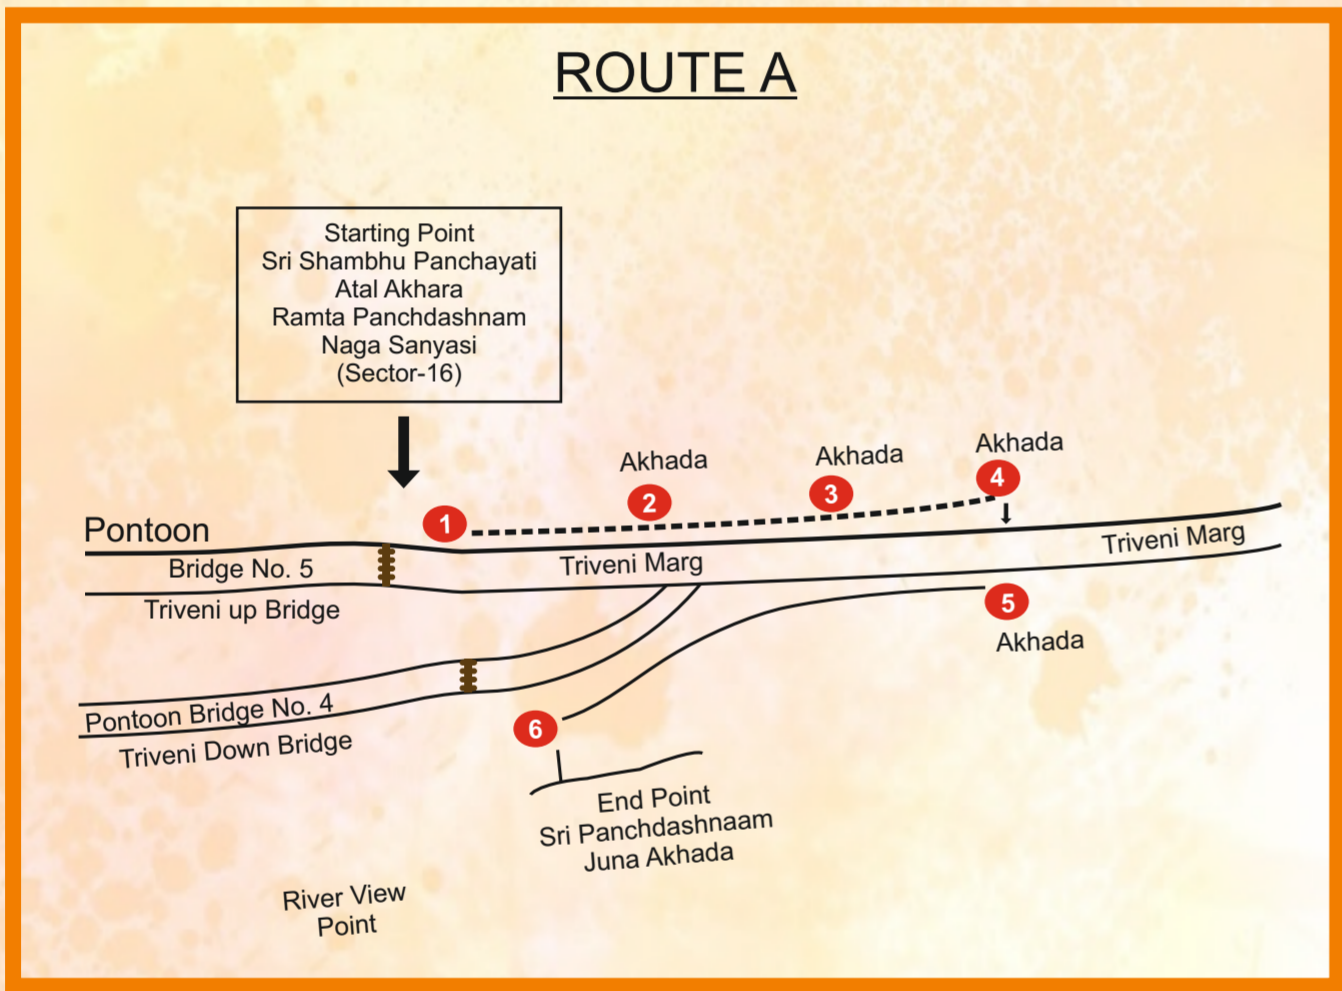 ROUTE A
Starting Point
Sri Shambhu Panchayati
Atal Akhara
Ramta Panchdashnam
Naga Sanyasi
(Sector-16)
Akhada
Akhada
Akhada
1
2
3
4
Pontoon
Bridge No. 5
Triveni Marg
Triveni Marg
Triveni up Bridge
5
Akhada
Pontoon Bridge No. 4
Triveni Down Bridge
6
End Point
Sri Panchdashnaam
Juna Akhada
River View
Point